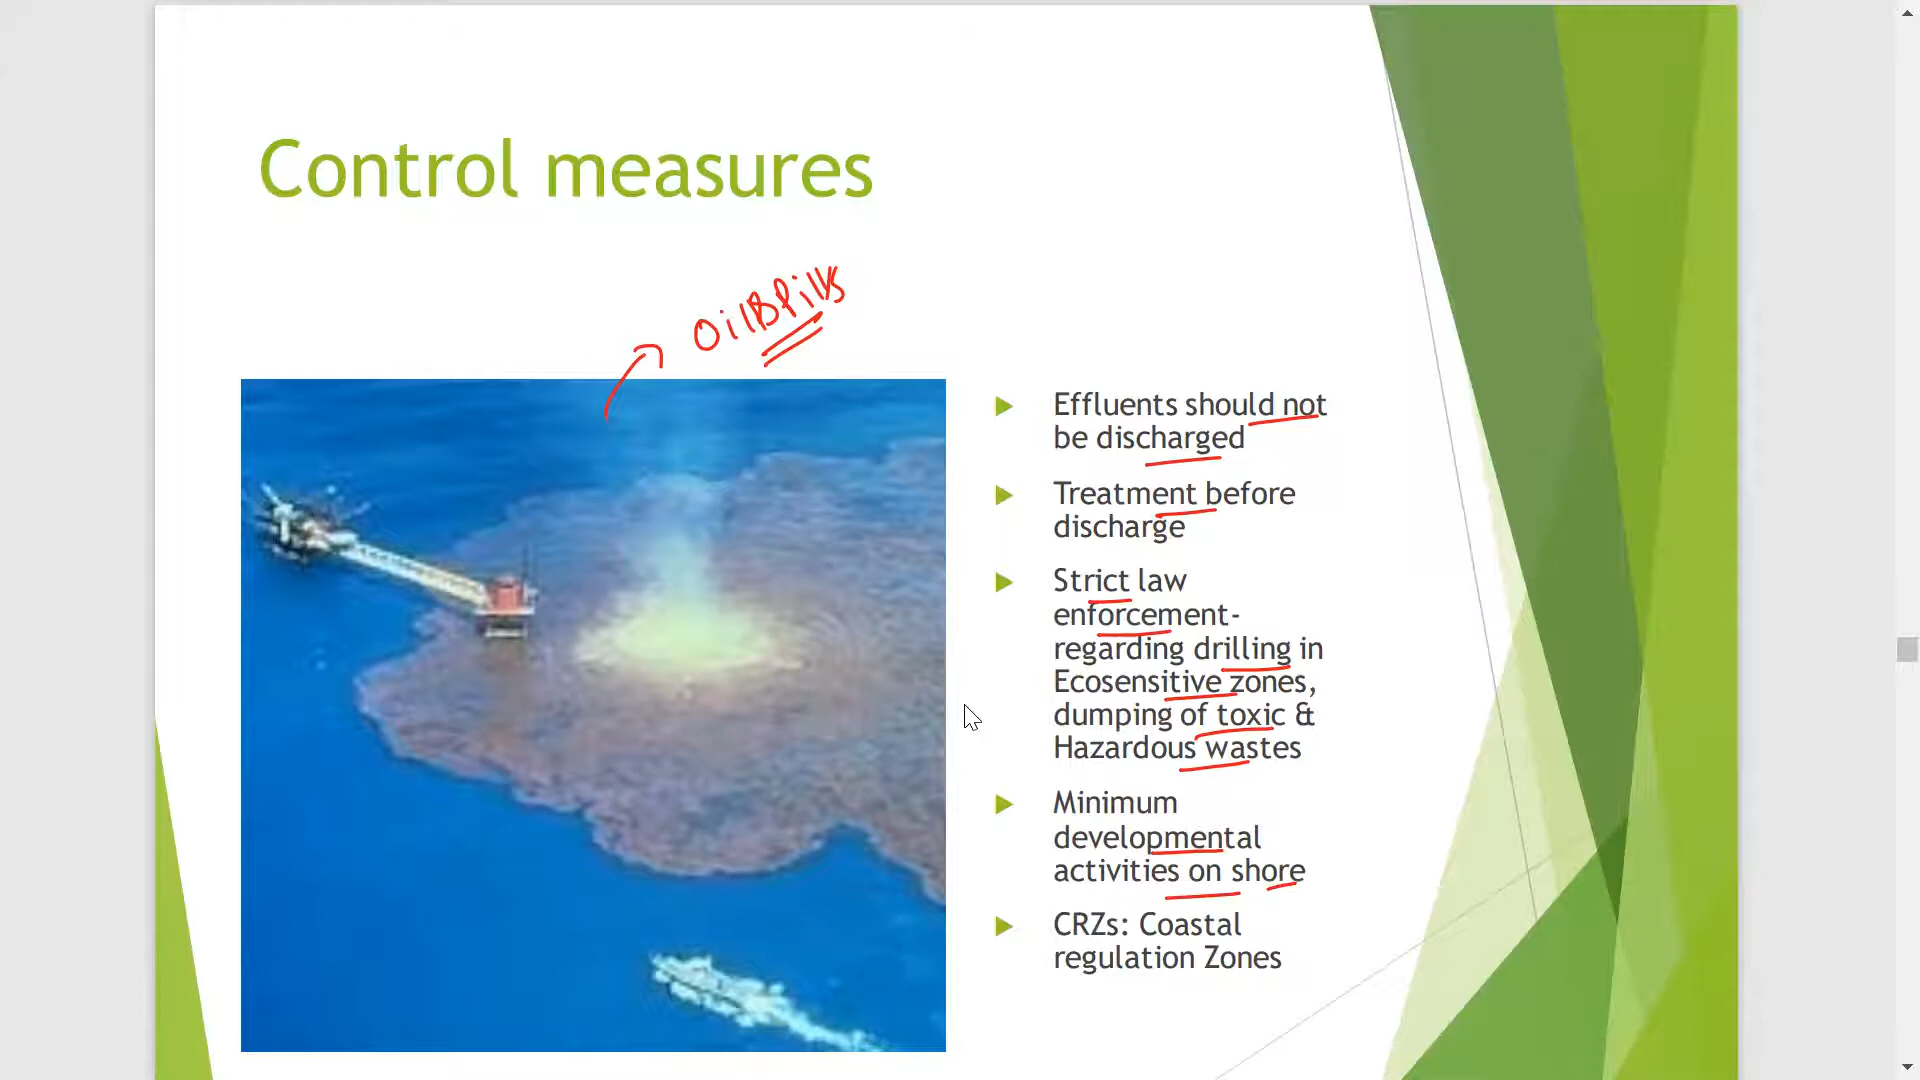 Control measures
Oil Spills
Effluents should not
be discharged
Treatment before
discharge
Strict law
enforcement-
regarding drilling in
Ecosensitive zones,
dumping of toxic &
Hazardous wastes
Minimum
developmental
activities on shore
CRZs: Coastal
regulation Zones